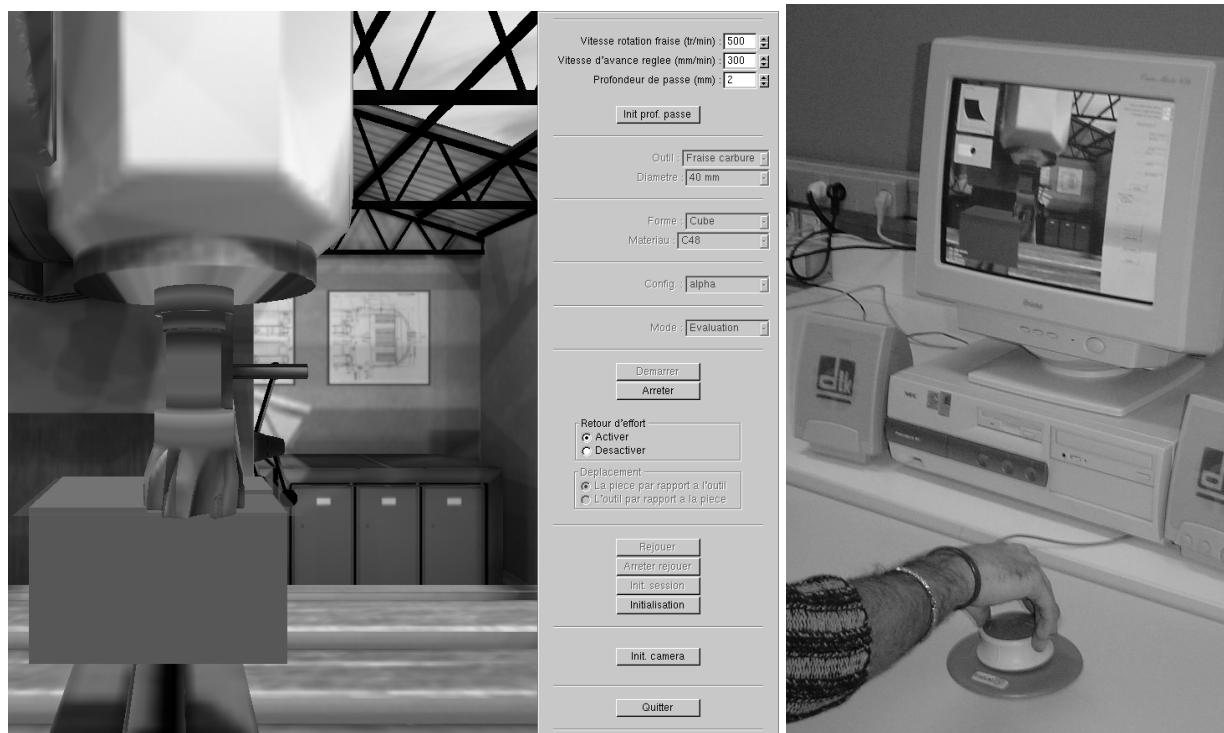 Vitesse rotation fraise (tr/min) : 500
Vitesse d'avance reglee (mm/min) : 300
Profondeur de passe (mm) : 2
Init prof. passe
Outil : Fraise carbure
Diametre : 40 mm
Forme : Cube
Materiau : C48
Config. : alpha
Mode : Evaluation
Demarrer
Arreter
Retour d'effort
Activer
Desactiver
Deplacement
La piece par rapport a l'outil
L'outil par rapport a la piece
Rejouer
Arreter rejouer
Init. session
Initialisation
Init. camera
Quitter
dtk
NEC